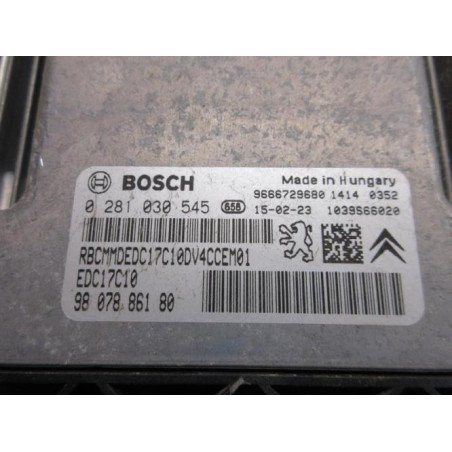 BOSCH Made in Hungary
9666729680 1414 0352
0 281 030 545 658 15-02-23 1039S66020
RBCMMDEDC17C10DV4CCEM01
EDC17C10
98 078 861 80